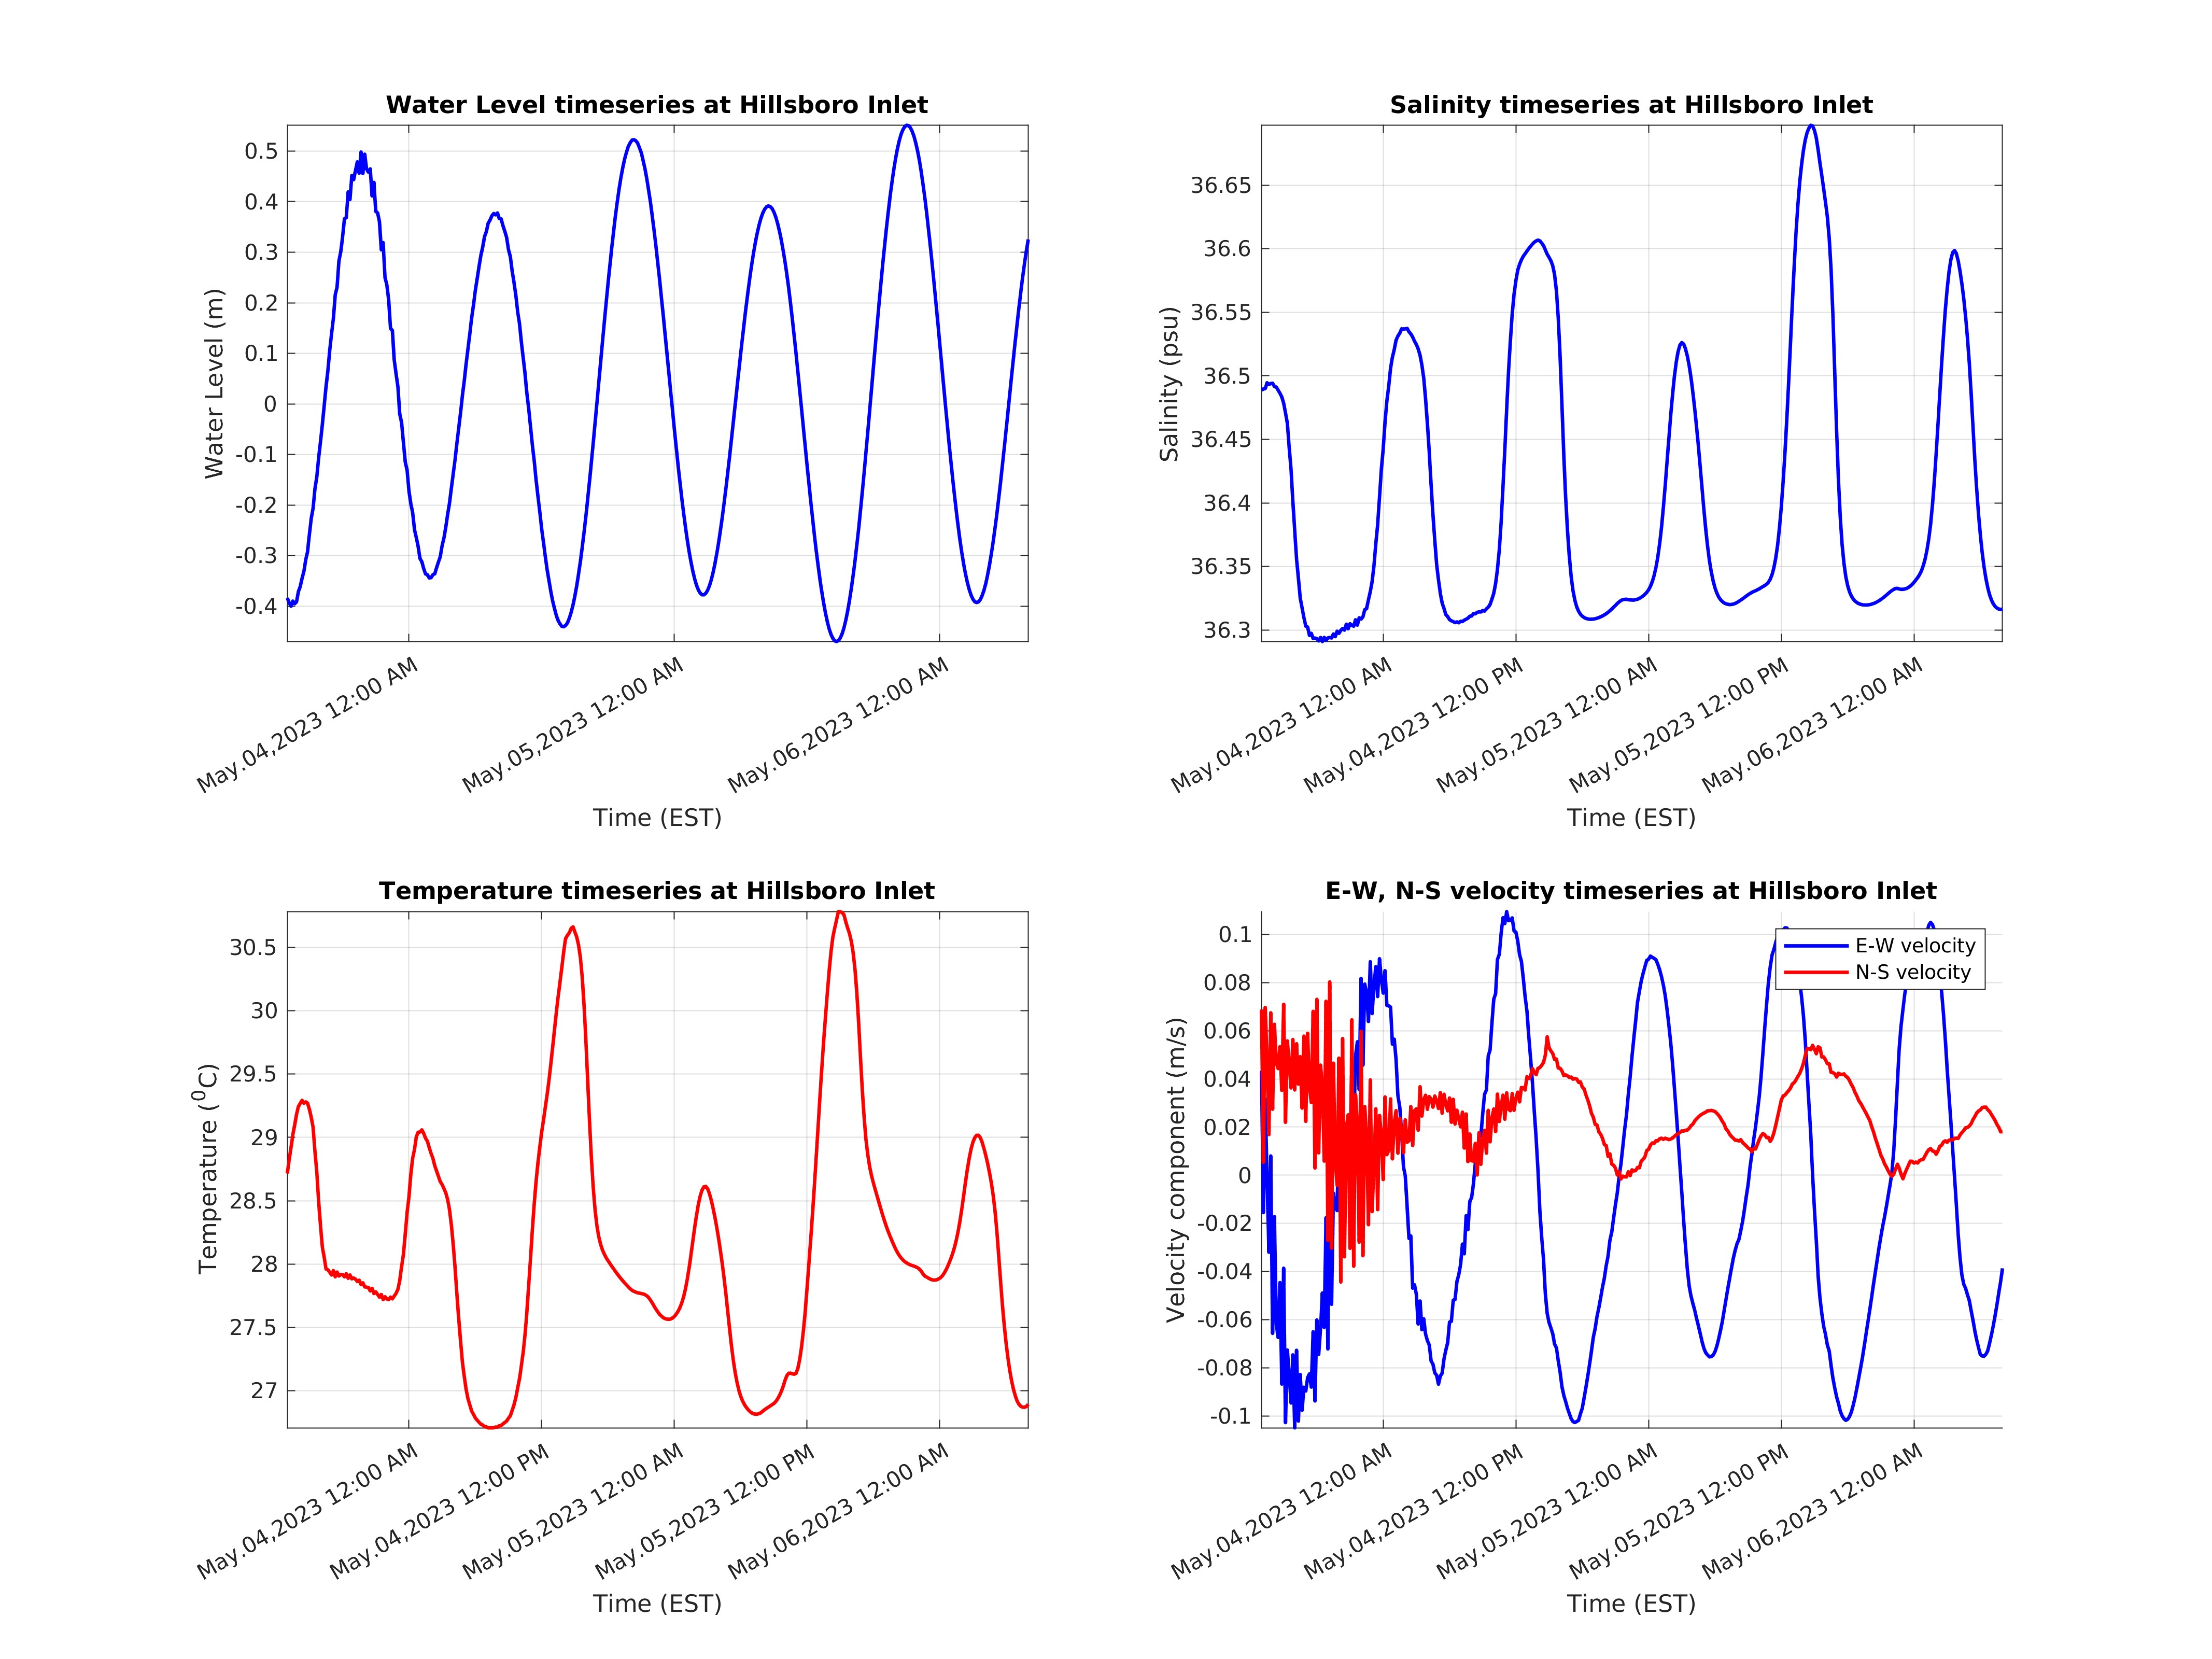 Water Level timeseries at Hillsboro Inlet
Water Level (m)
0.5
0.4
0.3
0.2
0.1
0
-0.1
-0.2
-0.3
-0.4
May.04,2023 12:00 AM
May.05,2023 12:00 AM
May.06,2023 12:00 AM
Time (EST)
Salinity timeseries at Hillsboro Inlet
Salinity (psu)
36.65
36.6
36.55
36.5
36.45
36.4
36.35
36.3
May.04,2023 12:00 AM
May.04,2023 12:00 PM
May.05,2023 12:00 AM
May.05,2023 12:00 PM
May.06,2023 12:00 AM
Time (EST)
Temperature timeseries at Hillsboro Inlet
Temperature (⁰C)
30.5
30
29.5
29
28.5
28
27.5
27
May.04,2023 12:00 AM
May.04,2023 12:00 PM
May.05,2023 12:00 AM
May.05,2023 12:00 PM
May.06,2023 12:00 AM
Time (EST)
E-W, N-S velocity timeseries at Hillsboro Inlet
Velocity component (m/s)
0.1
0.08
0.06
0.04
0.02
0
-0.02
-0.04
-0.06
-0.08
-0.1
E-W velocity
N-S velocity
May.04,2023 12:00 AM
May.04,2023 12:00 PM
May.05,2023 12:00 AM
May.05,2023 12:00 PM
May.06,2023 12:00 AM
Time (EST)